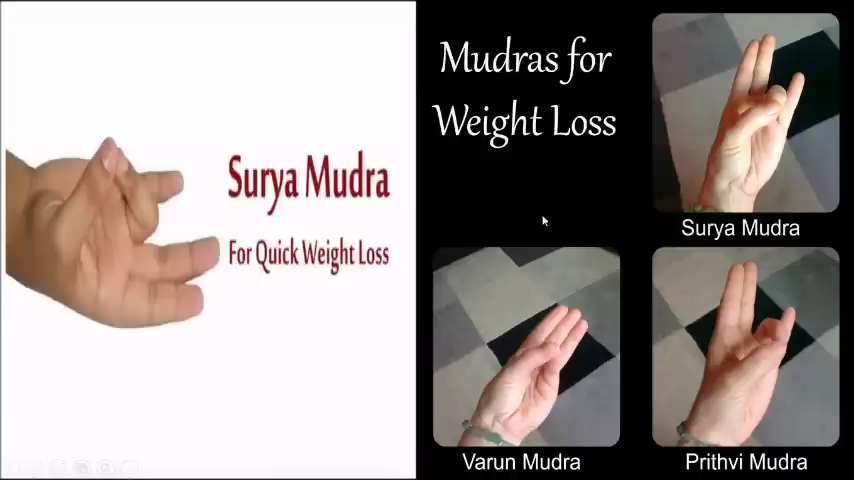 Surya Mudra
For Quick Weight Loss
Mudras for
Weight Loss
Surya Mudra
Varun Mudra
Prithvi Mudra